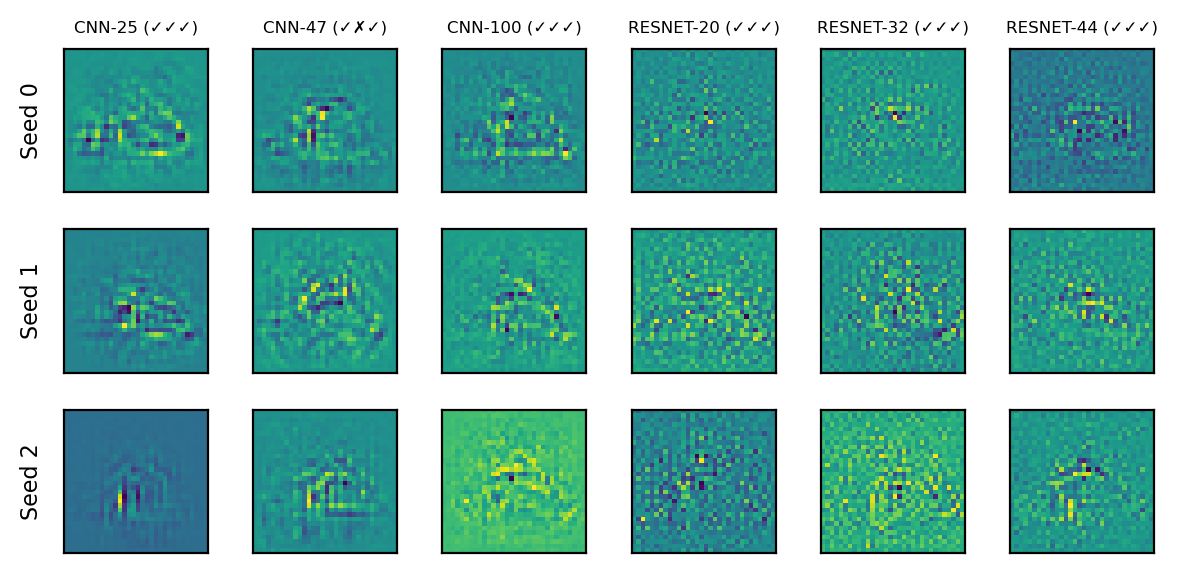 CNN-25 (✓✓✓) CNN-47 (✓✗✓) CNN-100 (✓✓✓) RESNET-20 (✓✓✓) RESNET-32 (✓✓✓) RESNET-44 (✓✓✓)
Seed 0
Seed 1
Seed 2